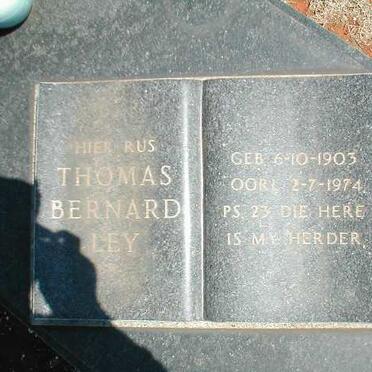 HIER RUS
THOMAS
BERNARD
LEY
GEB 6-10-1903
OORL 2-7-1974
PS. 23 DIE HERE
IS MY HERDER